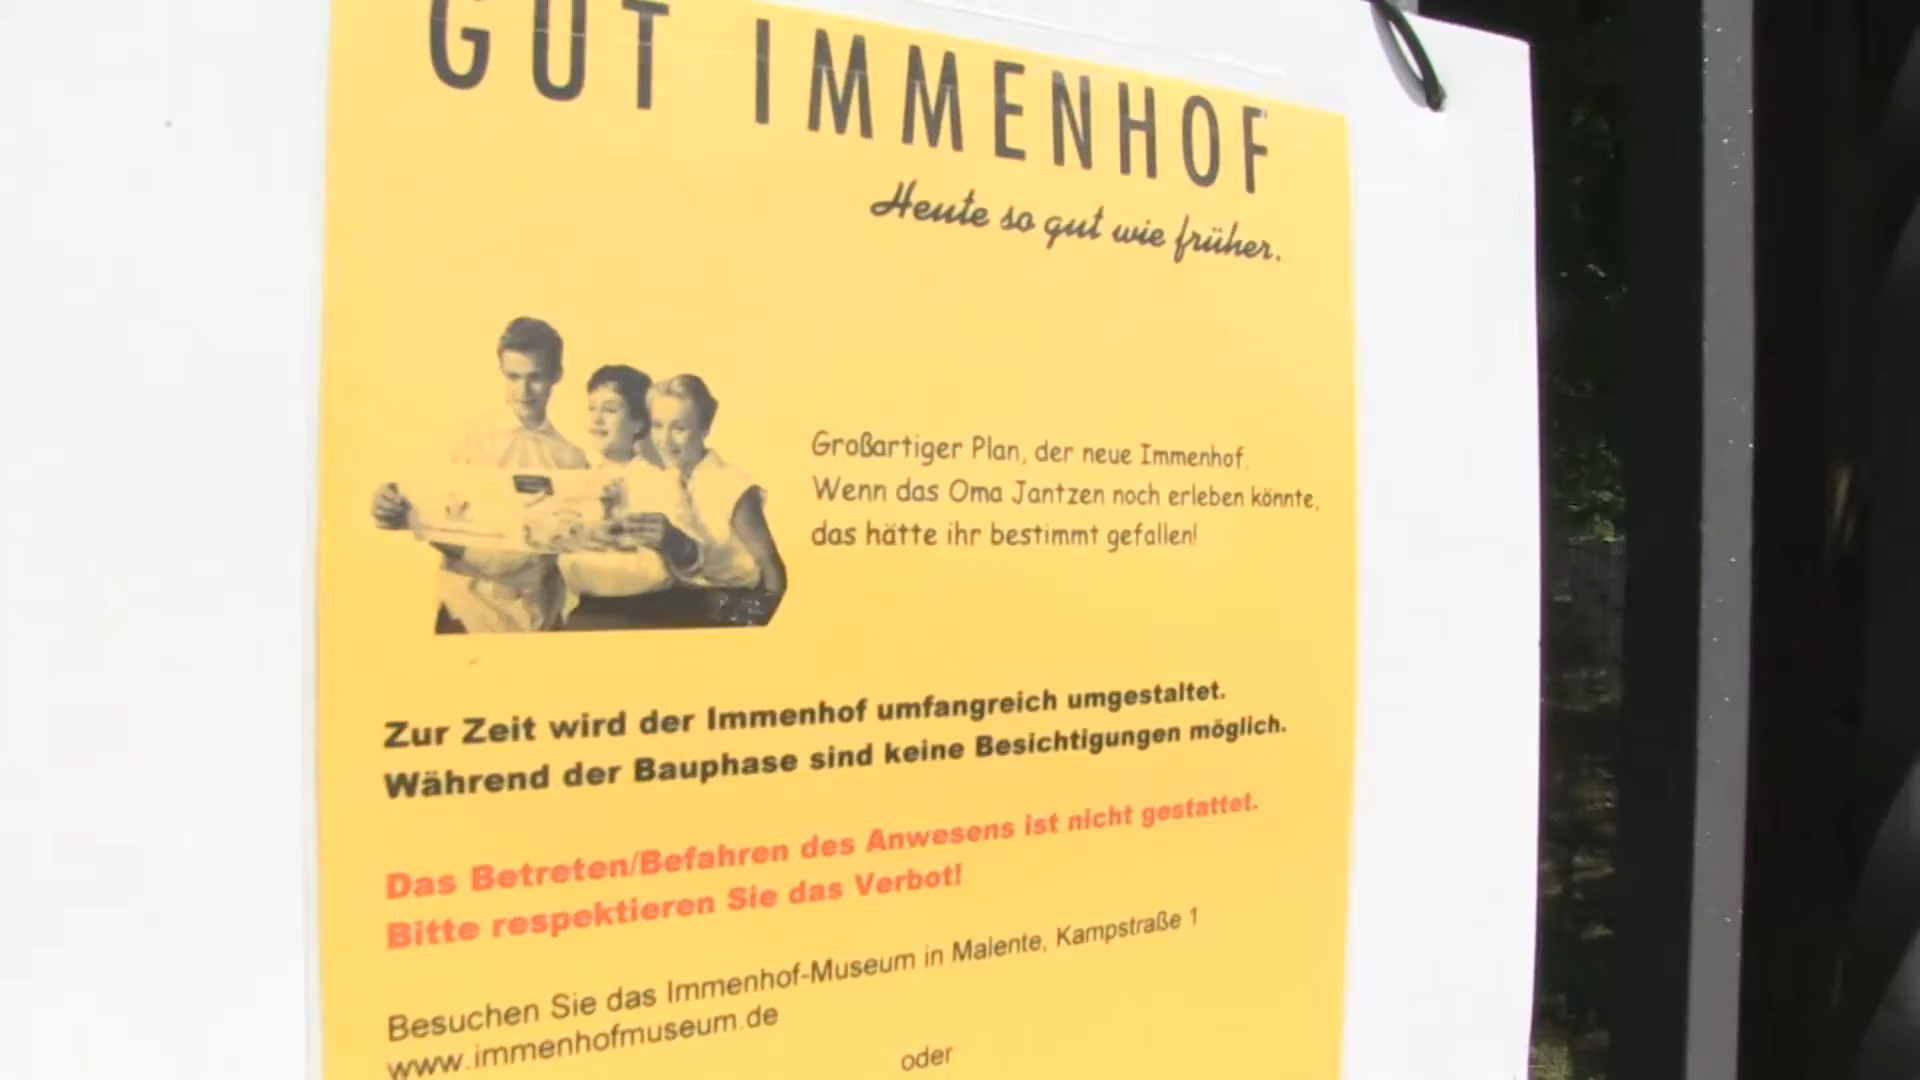 GUT IMMENHOF
Heute so gut wie früher.
Großartiger Plan, der neue Immenhof.
Wenn das Oma Jantzen noch erleben könnte,
das hätte ihr bestimmt gefallen!
Zur Zeit wird der Immenhof umfangreich umgestaltet.
Während der Bauphase sind keine Besichtigungen möglich.
Das Betreten/Befahren des Anwesens ist nicht gestattet.
Bitte respektieren Sie das Verbot!
Besuchen Sie das Immenhof-Museum in Malente, Kampstraße 1
www.immenhofmuseum.de
oder